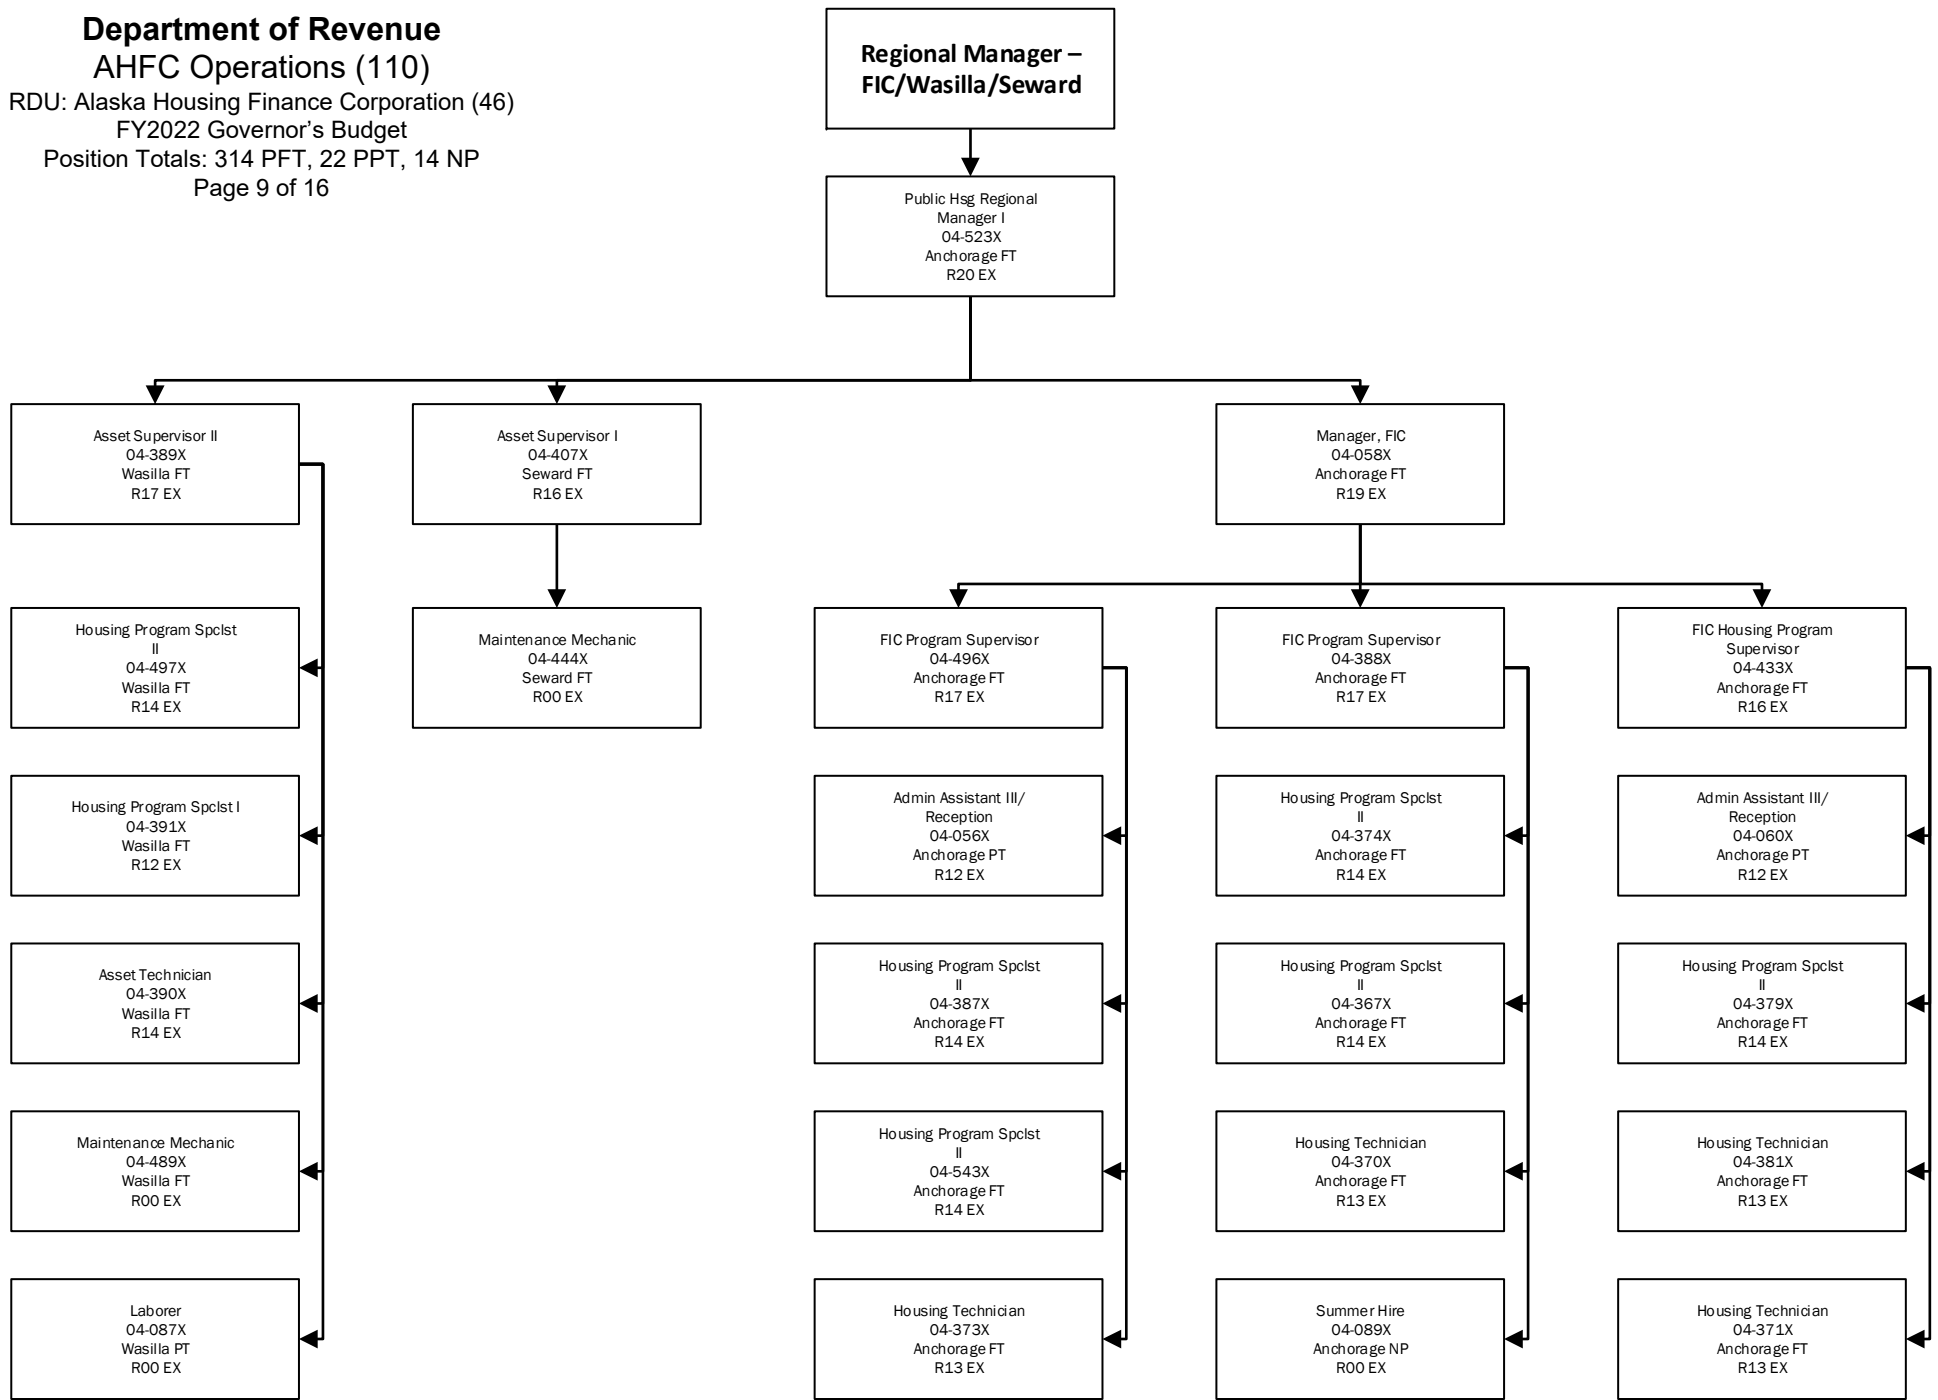 Department of Revenue
AHFC Operations (110)
RDU: Alaska Housing Finance Corporation (46)
FY2022 Governor's Budget
Position Totals: 314 PFT, 22 PPT, 14 NP
Page 9 of 16
Regional Manager –
FIC/Wasilla/Seward
Public Hsg Regional
Manager I
04-523X
Anchorage FT
R20 EX
Asset Supervisor II
04-389X
Wasilla FT
R17 EX
Asset Supervisor I
04-407X
Seward FT
R16 EX
Manager, FIC
04-058X
Anchorage FT
R19 EX
Housing Program Spclst
II
04-497X
Wasilla FT
R14 EX
Maintenance Mechanic
04-444X
Seward FT
R00 EX
FIC Program Supervisor
04-496X
Anchorage FT
R17 EX
FIC Program Supervisor
04-388X
Anchorage FT
R17 EX
FIC Housing Program
Supervisor
04-433X
Anchorage FT
R16 EX
Housing Program Spclst I
04-391X
Wasilla FT
R12 EX
Admin Assistant III/
Reception
04-056X
Anchorage PT
R12 EX
Housing Program Spclst
II
04-374X
Anchorage FT
R14 EX
Admin Assistant III/
Reception
04-060X
Anchorage PT
R12 EX
Asset Technician
04-390X
Wasilla FT
R14 EX
Housing Program Spclst
II
04-387X
Anchorage FT
R14 EX
Housing Program Spclst
II
04-367X
Anchorage FT
R14 EX
Housing Program Spclst
II
04-379X
Anchorage FT
R14 EX
Maintenance Mechanic
04-489X
Wasilla FT
R00 EX
Housing Program Spclst
II
04-543X
Anchorage FT
R14 EX
Housing Technician
04-370X
Anchorage FT
R13 EX
Housing Technician
04-381X
Anchorage FT
R13 EX
Laborer
04-087X
Wasilla PT
R00 EX
Housing Technician
04-373X
Anchorage FT
R13 EX
Summer Hire
04-089X
Anchorage NP
R00 EX
Housing Technician
04-371X
Anchorage FT
R13 EX